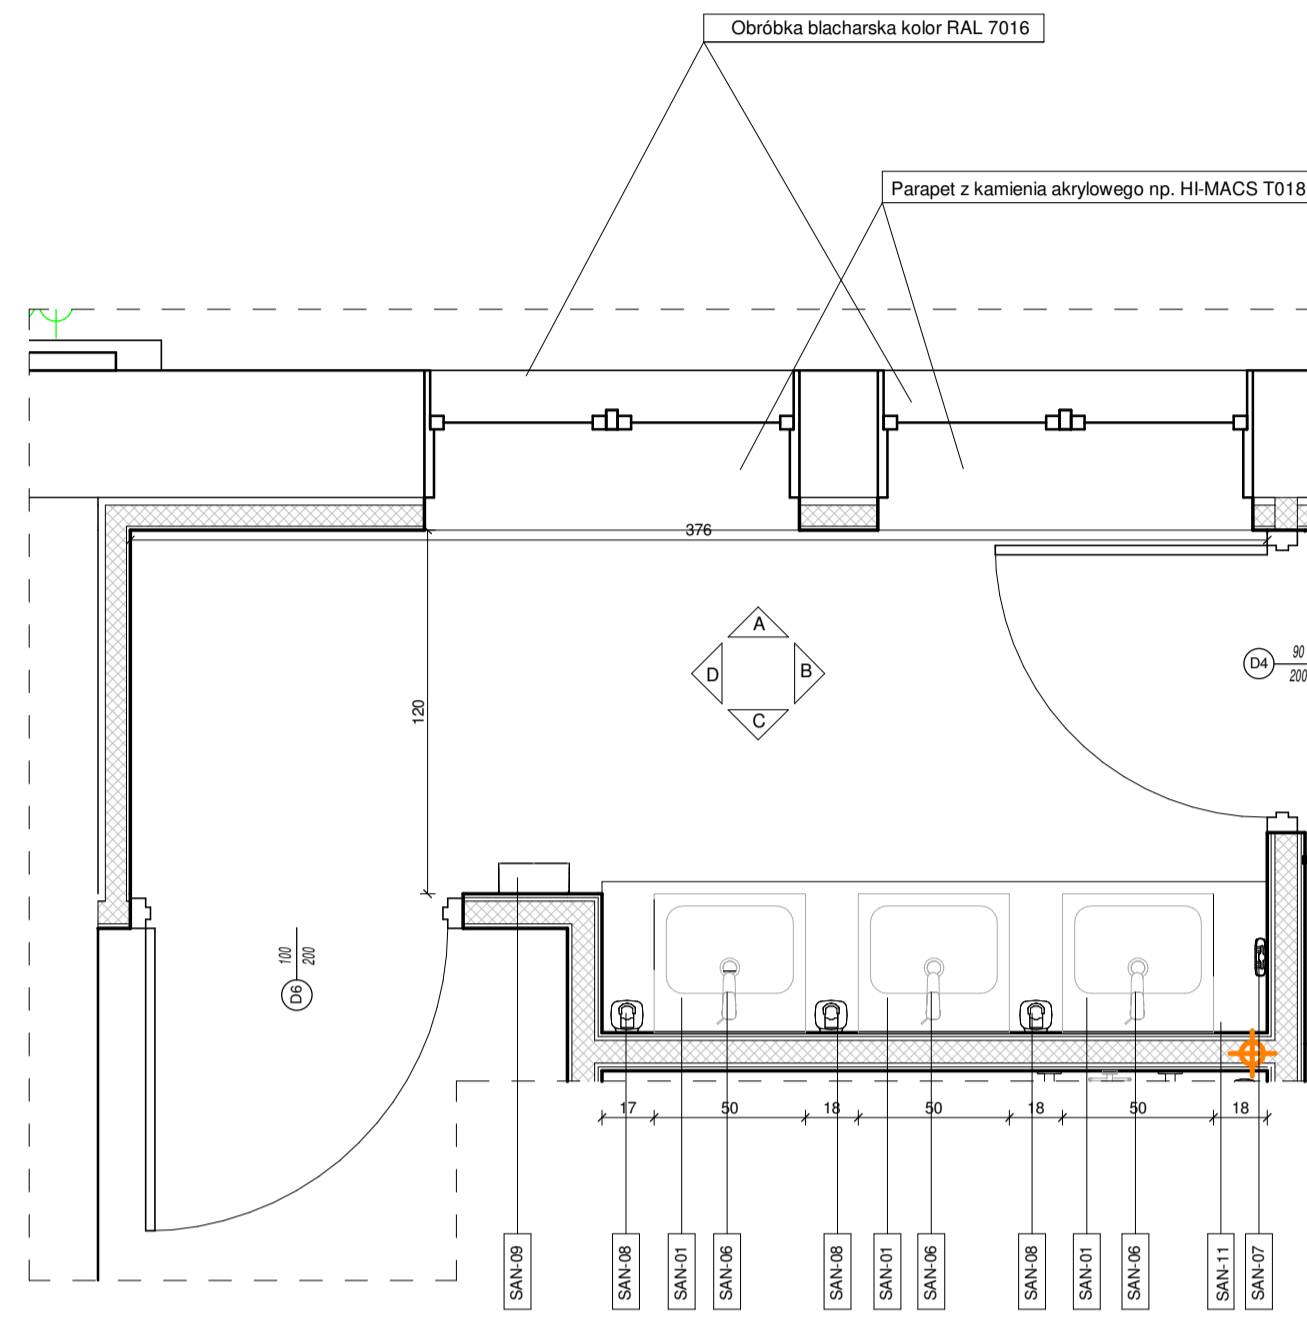 Obróbka blacharska kolor RAL 7016
Parapet z kamienia akrylowego np. HI-MACS T018
376
A
D
B
C
D4
90
200
120
100
200
D6
17
50
18
50
18
50
18
SAN-09
SAN-08
SAN-01
SAN-06
SAN-08
SAN-01
SAN-06
SAN-08
SAN-01
SAN-06
SAN-11
SAN-07